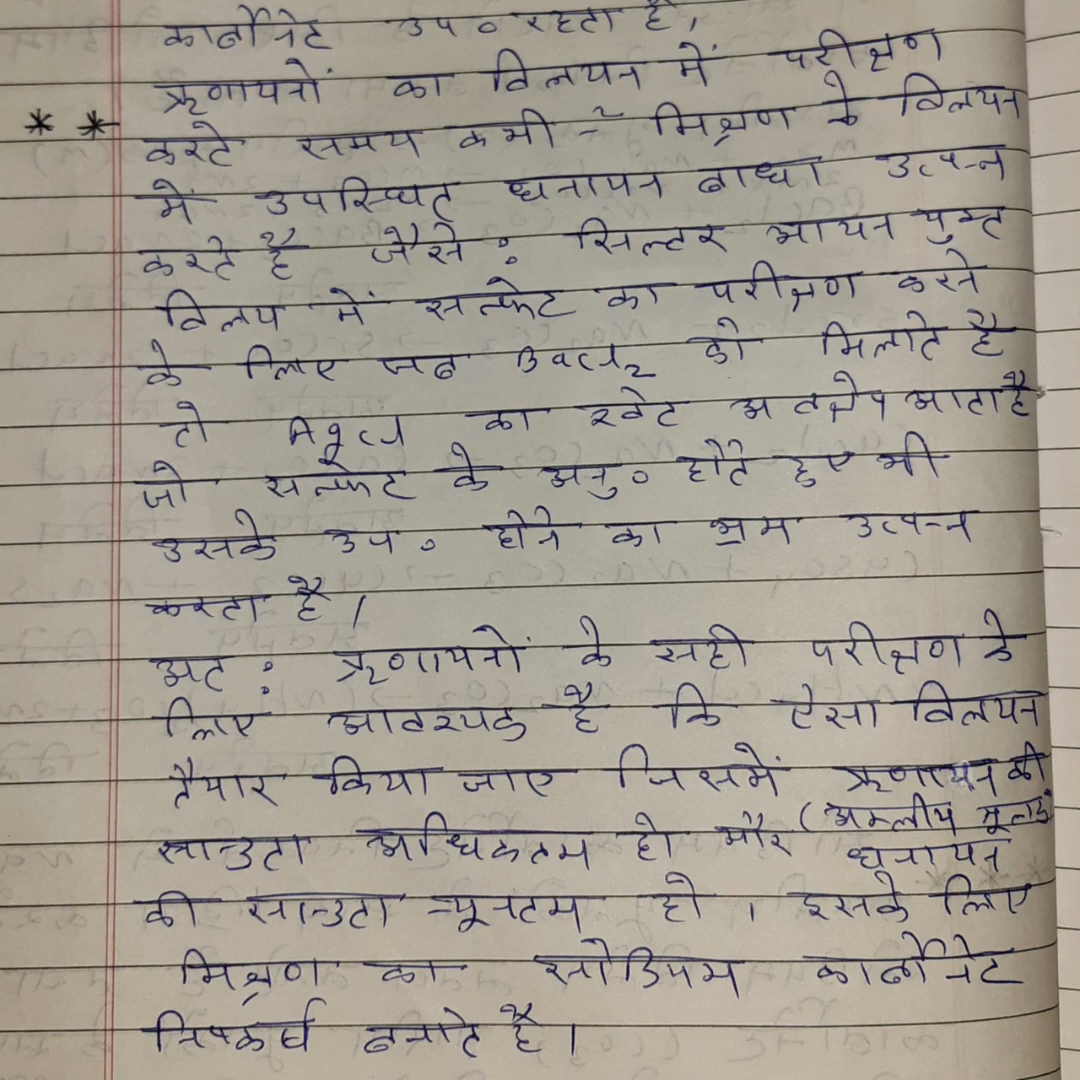 कार्बोनेट उप० रहता है,
ऋणायनों का विलयन में परीक्षण
** करते समय कभी २ मिश्रण के विलयन
में उपस्थित धनायन बाधा उत्पन्न
करते है जैसे : सिल्वर आयन युक्त
विलय में सल्फेट का परीक्षण करने
के लिए जब BaCl2 को मिलाते है
तो AgCl का श्वेत अवक्षेप आता है
जो सल्फेट के अनु० होते हुए भी
उसके उप० होने का भ्रम उत्पन्न
करता है।
अत : ऋणायनों के सही परीक्षण के
लिए आवश्यक है कि ऐसा विलयन
तैयार किया जाए जिसमें ऋणायन की
(अम्लीय मूलक)
सान्द्रता अधिकतम हो और धनायन
की सान्द्रता न्यूनतम हो। इसके लिए
मिश्रण का सोडियम कार्बोनेट
निष्कर्ष बनाते है।